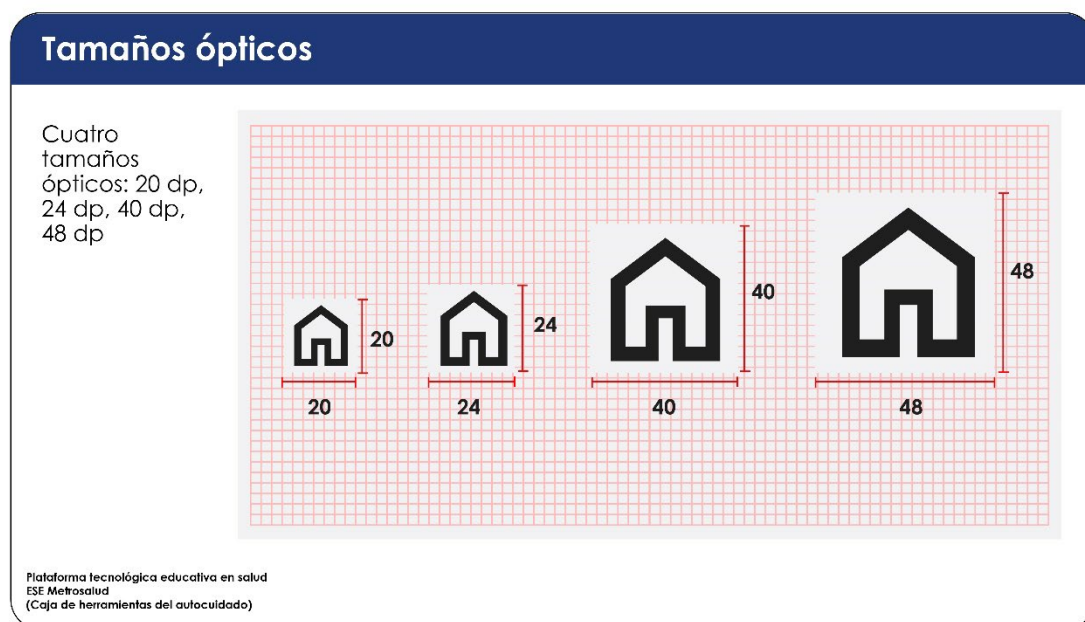 Tamaños ópticos
Cuatro
tamaños
ópticos: 20 dp,
24 dp, 40 dp,
48 dp
20
20
24
24
40
40
48
48
Plataforma tecnológica educativa en salud
ESE Metrosalud
(Caja de herramientas del autocuidado)